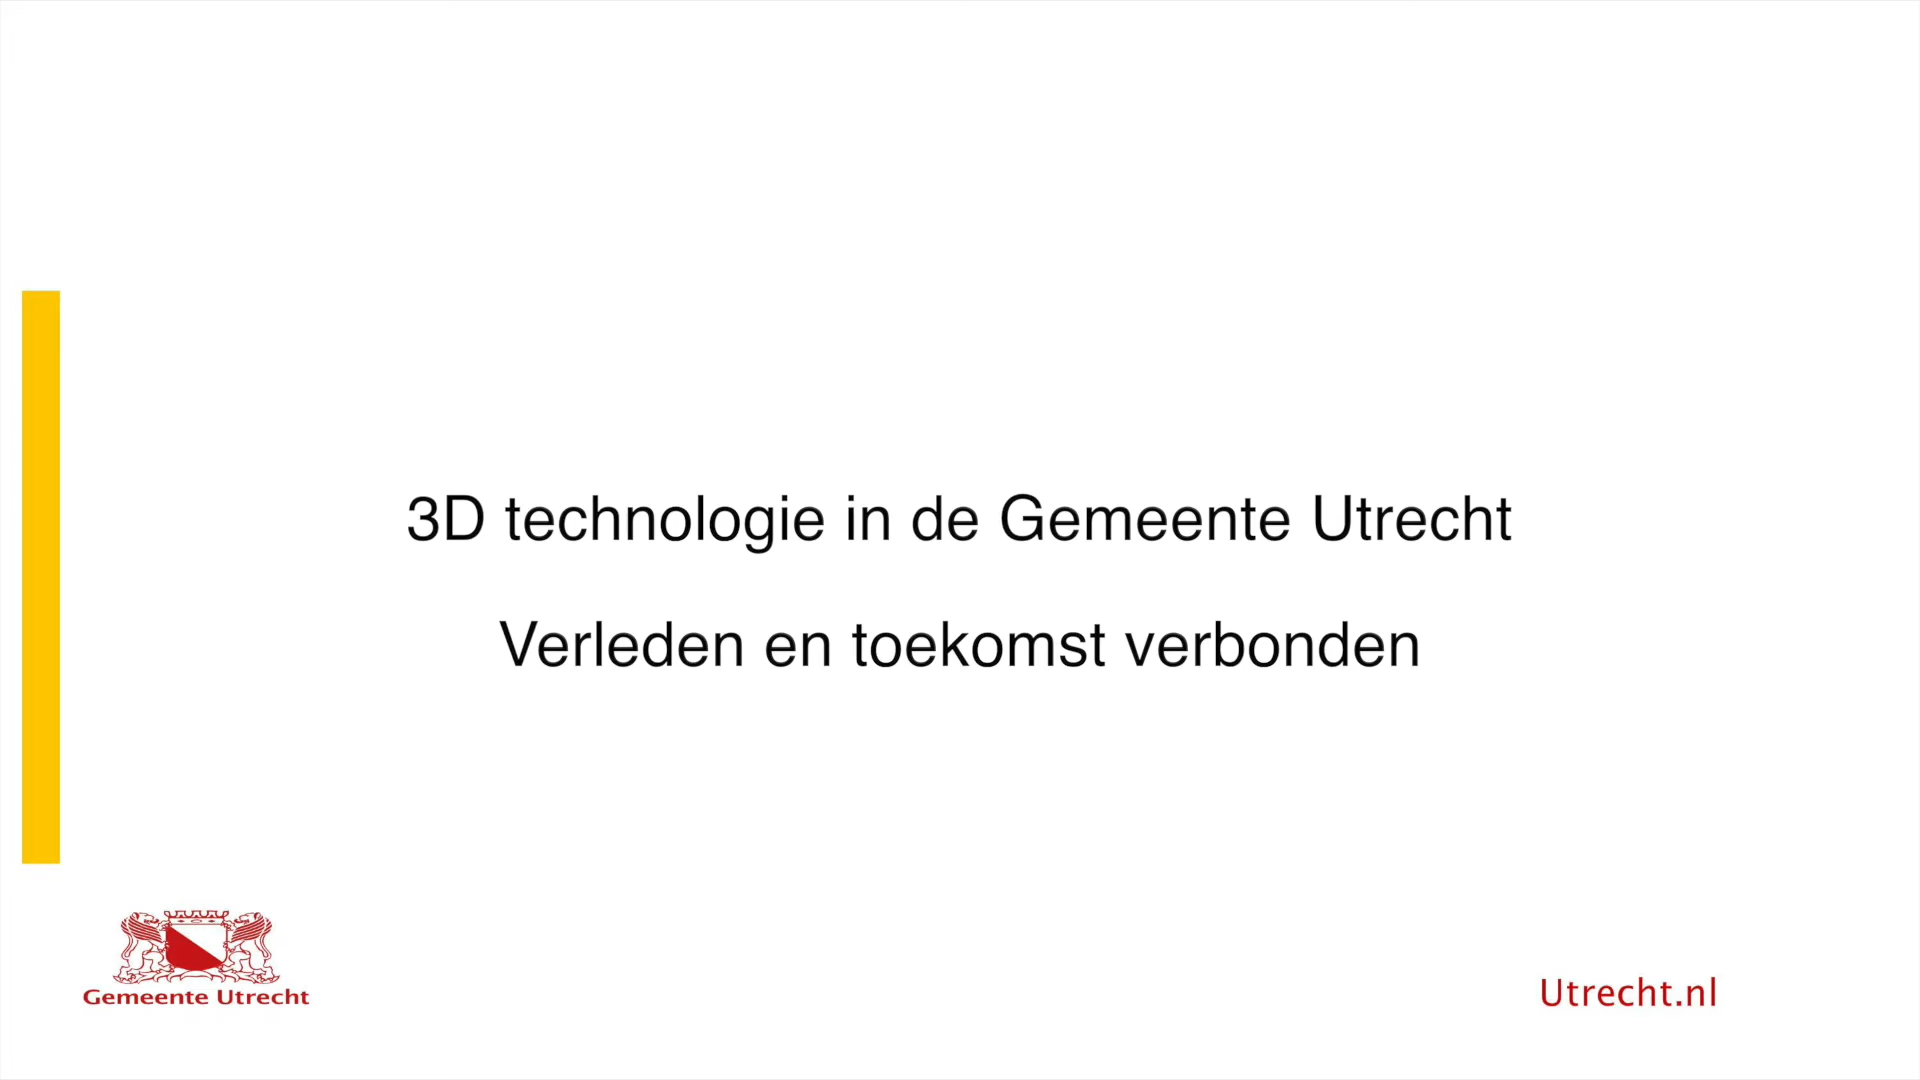 3D technologie in de Gemeente Utrecht
Verleden en toekomst verbonden
Gemeente Utrecht
Utrecht.nl